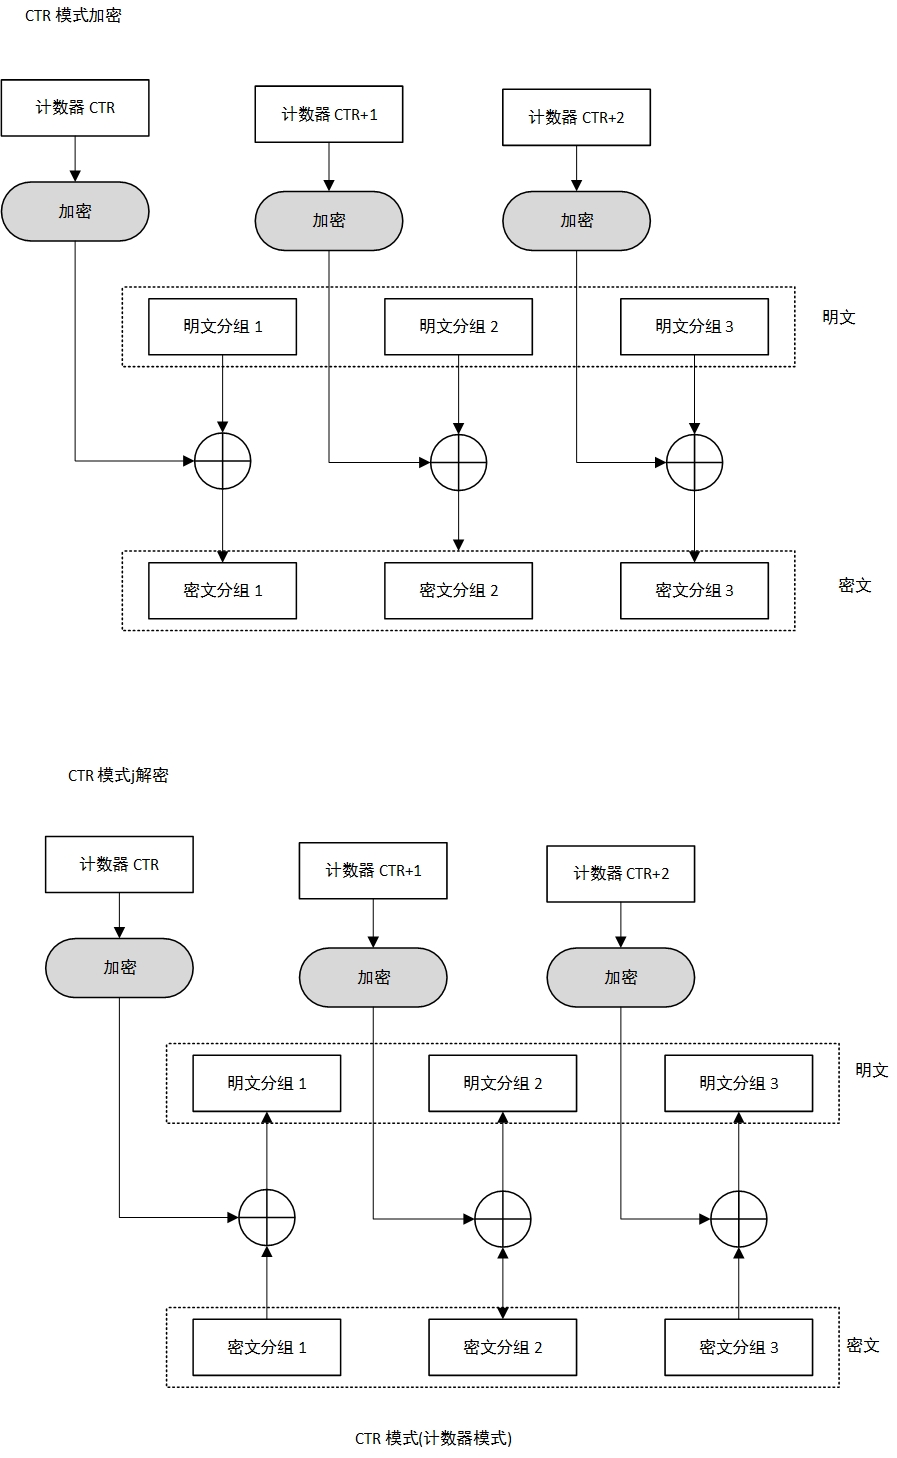 CTR 模式加密
计数器 CTR
计数器 CTR+1
计数器 CTR+2
加密
加密
加密
明文分组 1
明文分组 2
明文分组 3
明文
密文分组 1
密文分组 2
密文分组 3
密文
CTR 模式j解密
计数器 CTR
计数器 CTR+1
计数器 CTR+2
加密
加密
加密
明文分组 1
明文分组 2
明文分组 3
明文
密文分组 1
密文分组 2
密文分组 3
密文
CTR 模式(计数器模式)